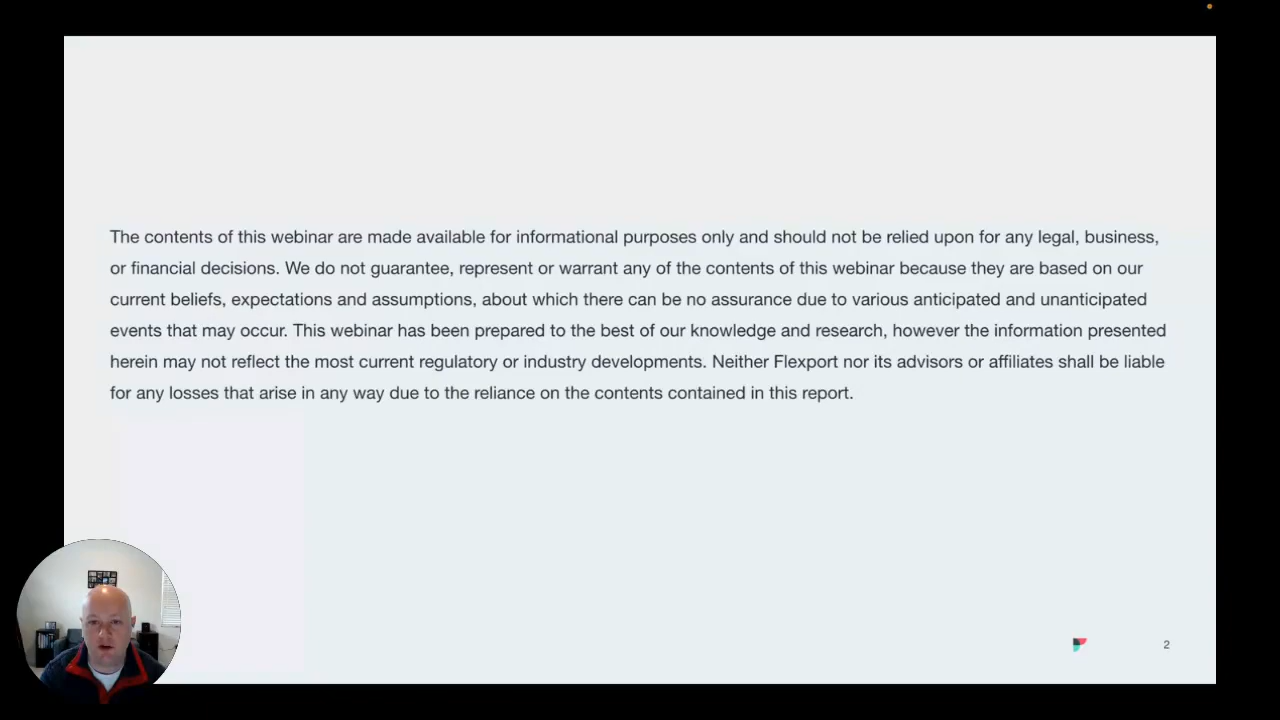 The contents of this webinar are made available for informational purposes only and should not be relied upon for any legal, business,
or financial decisions. We do not guarantee, represent or warrant any of the contents of this webinar because they are based on our
current beliefs, expectations and assumptions, about which there can be no assurance due to various anticipated and unanticipated
events that may occur. This webinar has been prepared to the best of our knowledge and research, however the information presented
herein may not reflect the most current regulatory or industry developments. Neither Flexport nor its advisors or affiliates shall be liable
for any losses that arise in any way due to the reliance on the contents contained in this report.
2